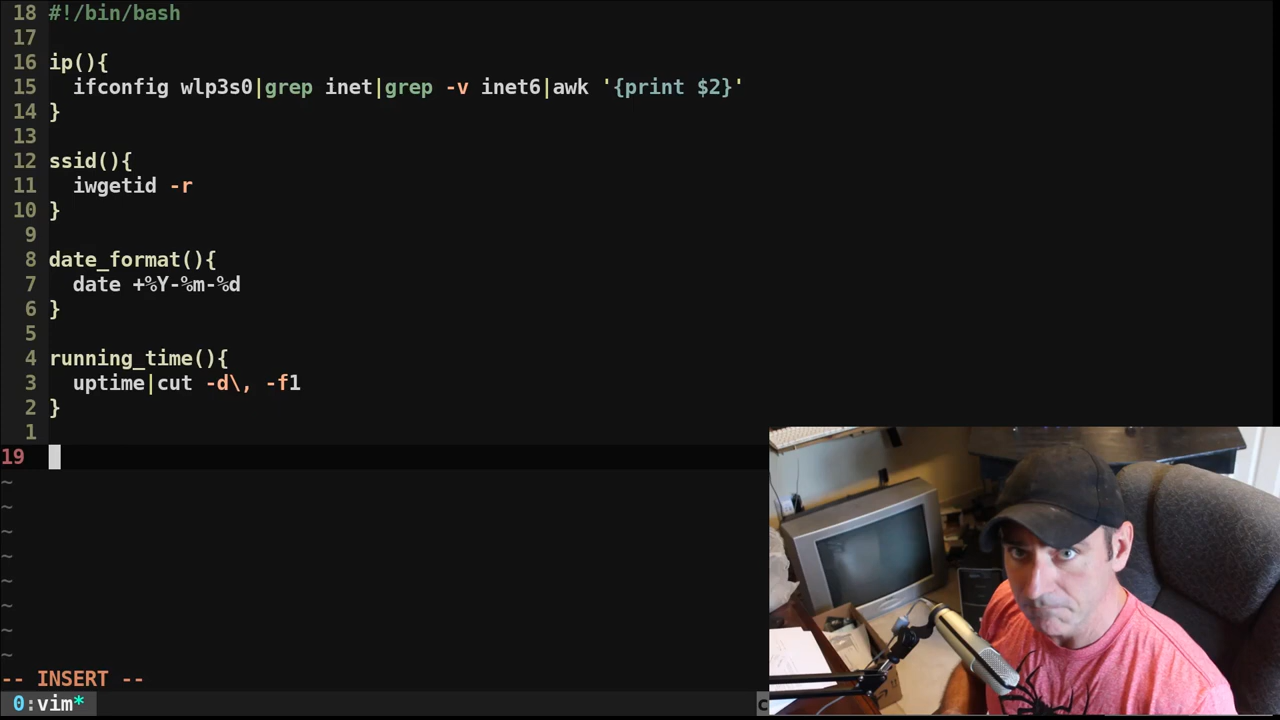 18 #!/bin/bash
17
16 ip(){
15   ifconfig wlp3s0|grep inet|grep -v inet6|awk '{print $2}'
14 }
13
12 ssid(){
11   iwgetid -r
10 }
9
8 date_format(){
7   date +%Y-%m-%d
6 }
5
4 running_time(){
3   uptime|cut -d\, -f1
2 }
1
19
~
~
~
~
~
~
~
~
-- INSERT --
0:vim* c